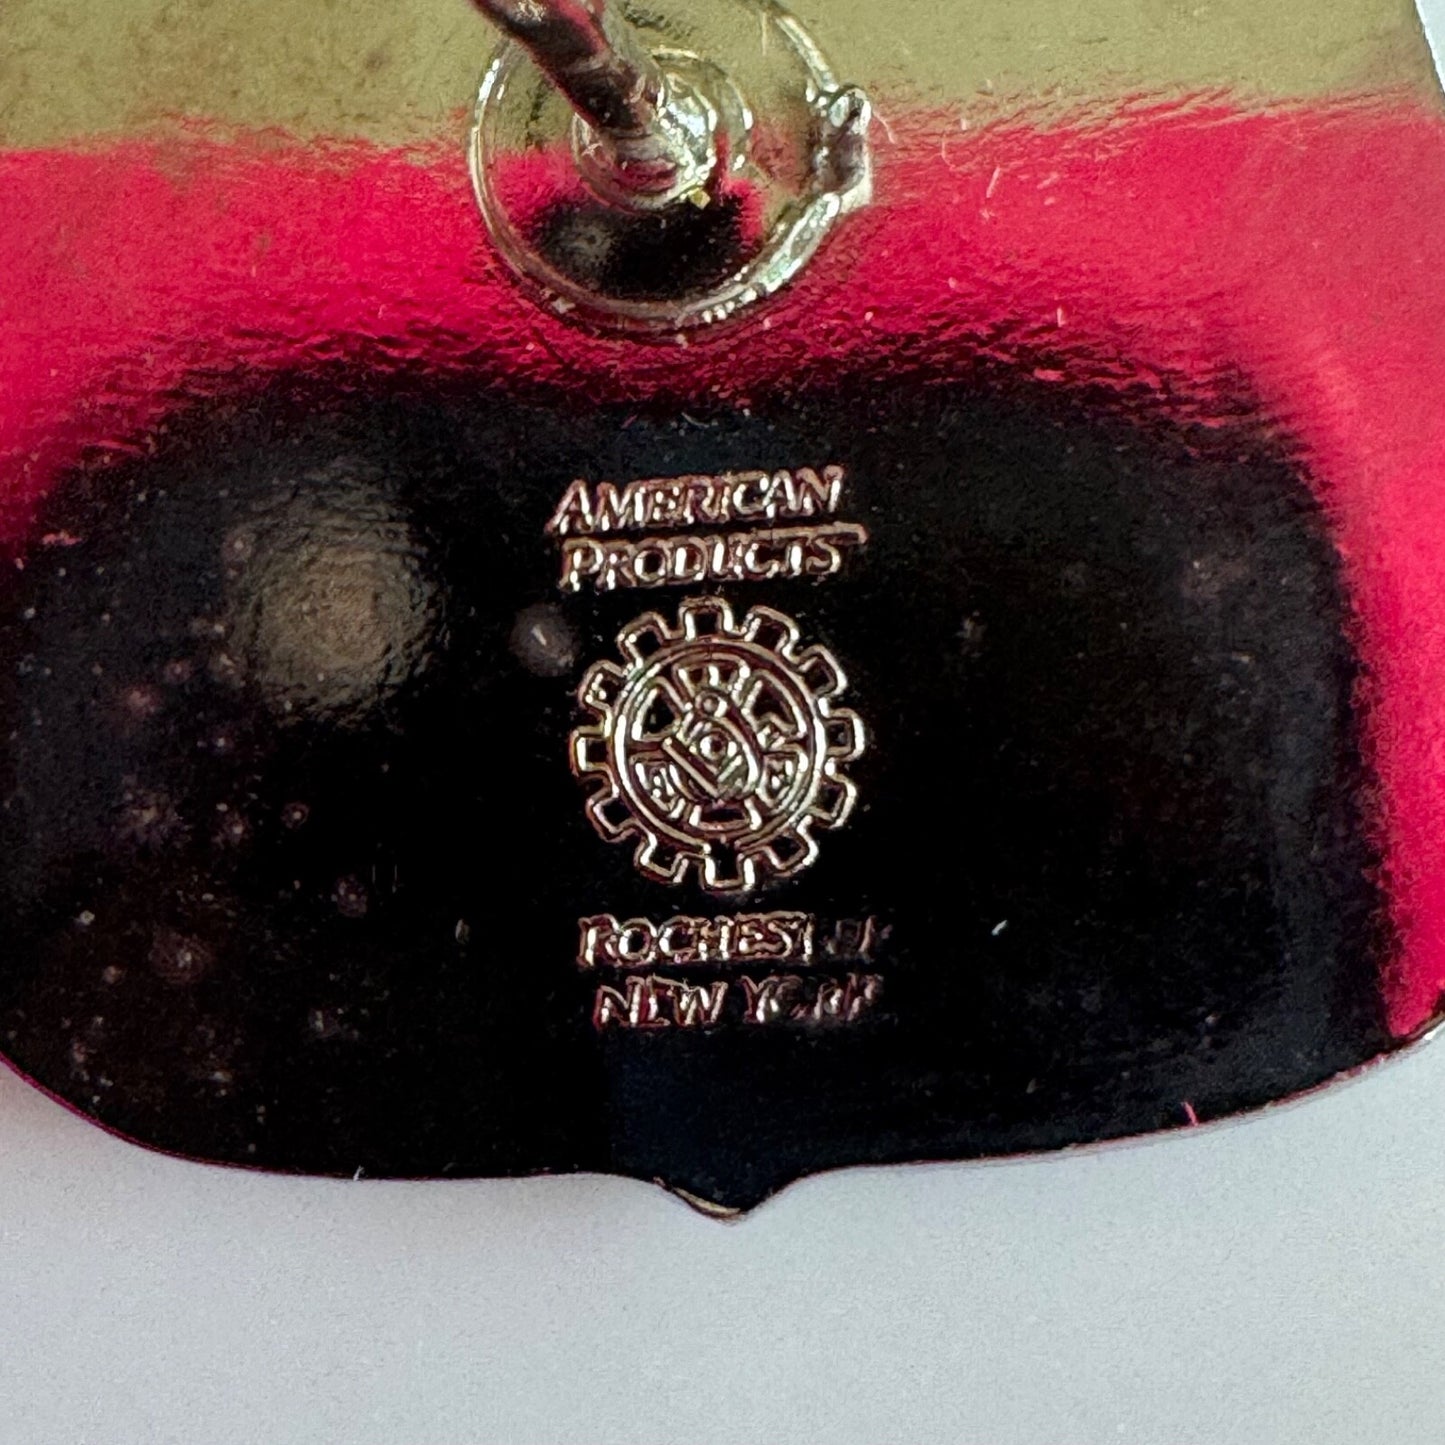 AMERICAN
PRODUCTS
ROCHESTER
NEW YORK